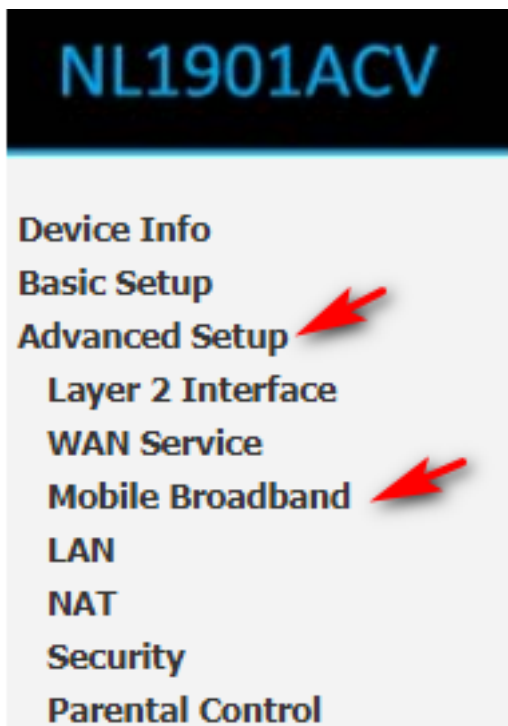 NL1901ACV
Device Info
Basic Setup
Advanced Setup
Layer 2 Interface
WAN Service
Mobile Broadband
LAN
NAT
Security
Parental Control